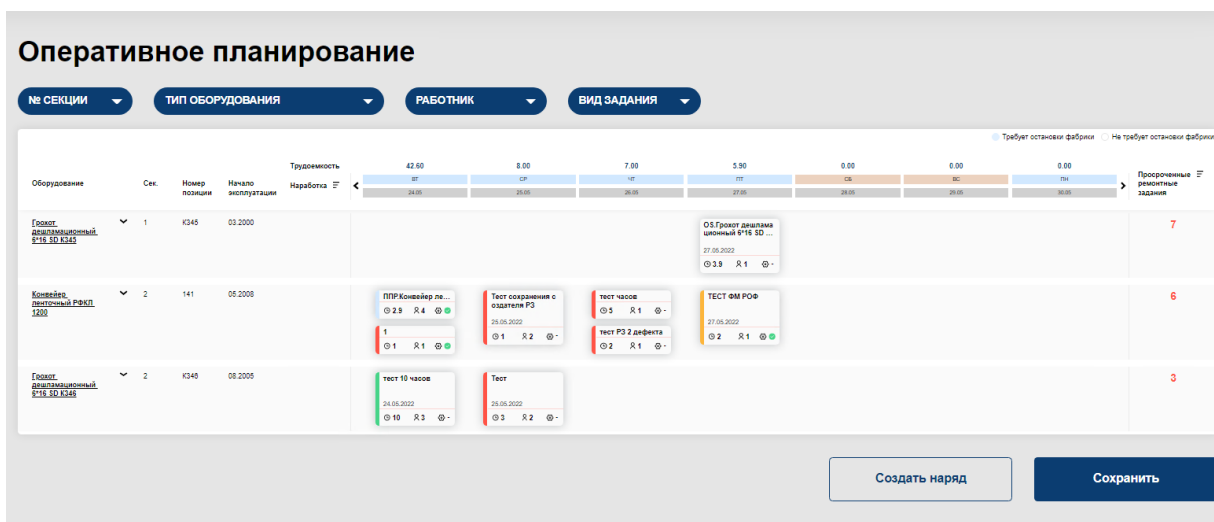 Оперативное планирование
№ СЕКЦИИ ТИП ОБОРУДОВАНИЯ РАБОТНИК ВИД ЗАДАНИЯ
Требует остановки фабрики Не требует остановки фабрики
Трудоемкость 42.60 8.00 7.00 5.90 0.00 0.00 0.00
Оборудование Сек. Номер позиции Начало эксплуатации Наработка ВТ СР ЧТ ПТ СБ ВС ПН Просроченные ремонтные задания
24.05 25.05 26.05 27.05 28.05 29.05 30.05
Грохот
дешламационный
6*16 SD К345
1 К345 03.2000
OS.Грохот дешлама
ционный 6*16 SD ...
27.05.2022
3.9 1 -
7
Конвейер
ленточный РФКЛ
1200
2 141 05.2008
ППР.Конвейер ле...
2.9 4
1
1 1
Тест сохранения с
оздателя РЗ
25.05.2022
1 2 -
тест часов
5 1 -
тест РЗ 2 дефекта
2 1 -
ТЕСТ ФМ РОФ
27.05.2022
2 1
6
Грохот
дешламационный
6*16 SD К346
2 К346 08.2005
тест 10 часов
24.05.2022
10 3 -
Тест
25.05.2022
3 2 -
3
Создать наряд Сохранить